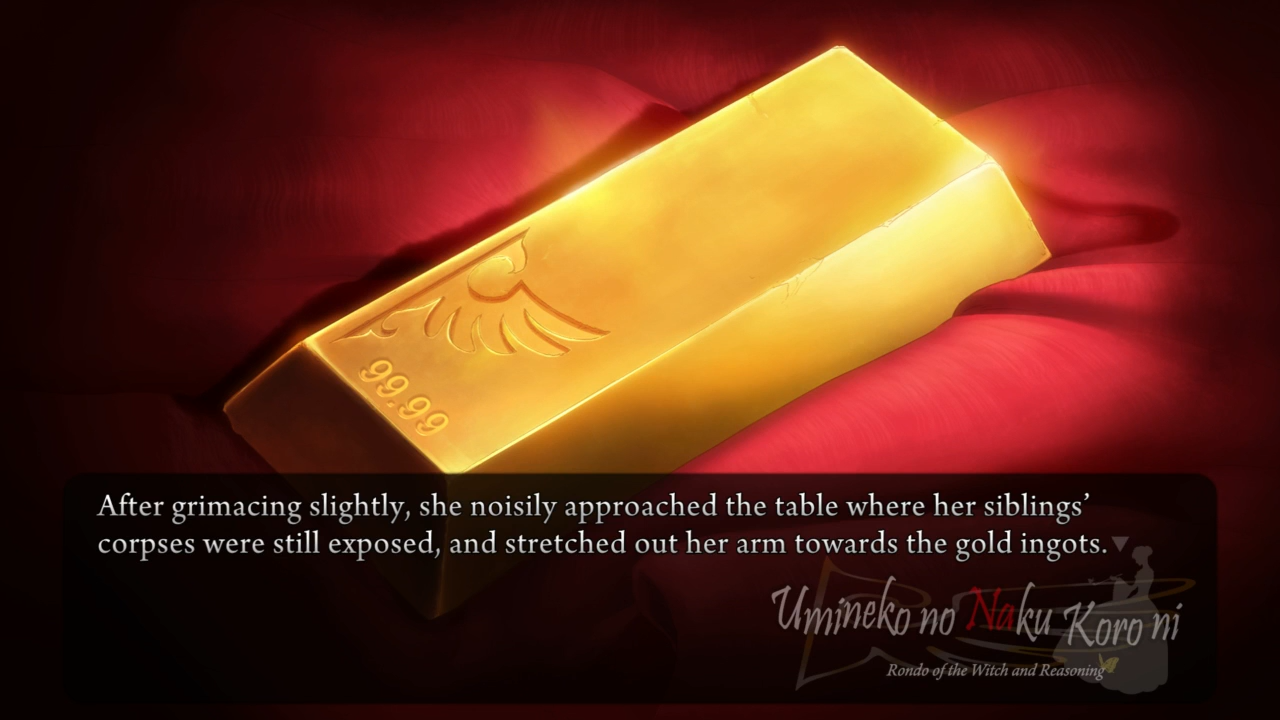 99.99
After grimacing slightly, she noisily approached the table where her siblings’
corpses were still exposed, and stretched out her arm towards the gold ingots.
Umineko no Naku Koro ni
Rondo of the Witch and Reasoning